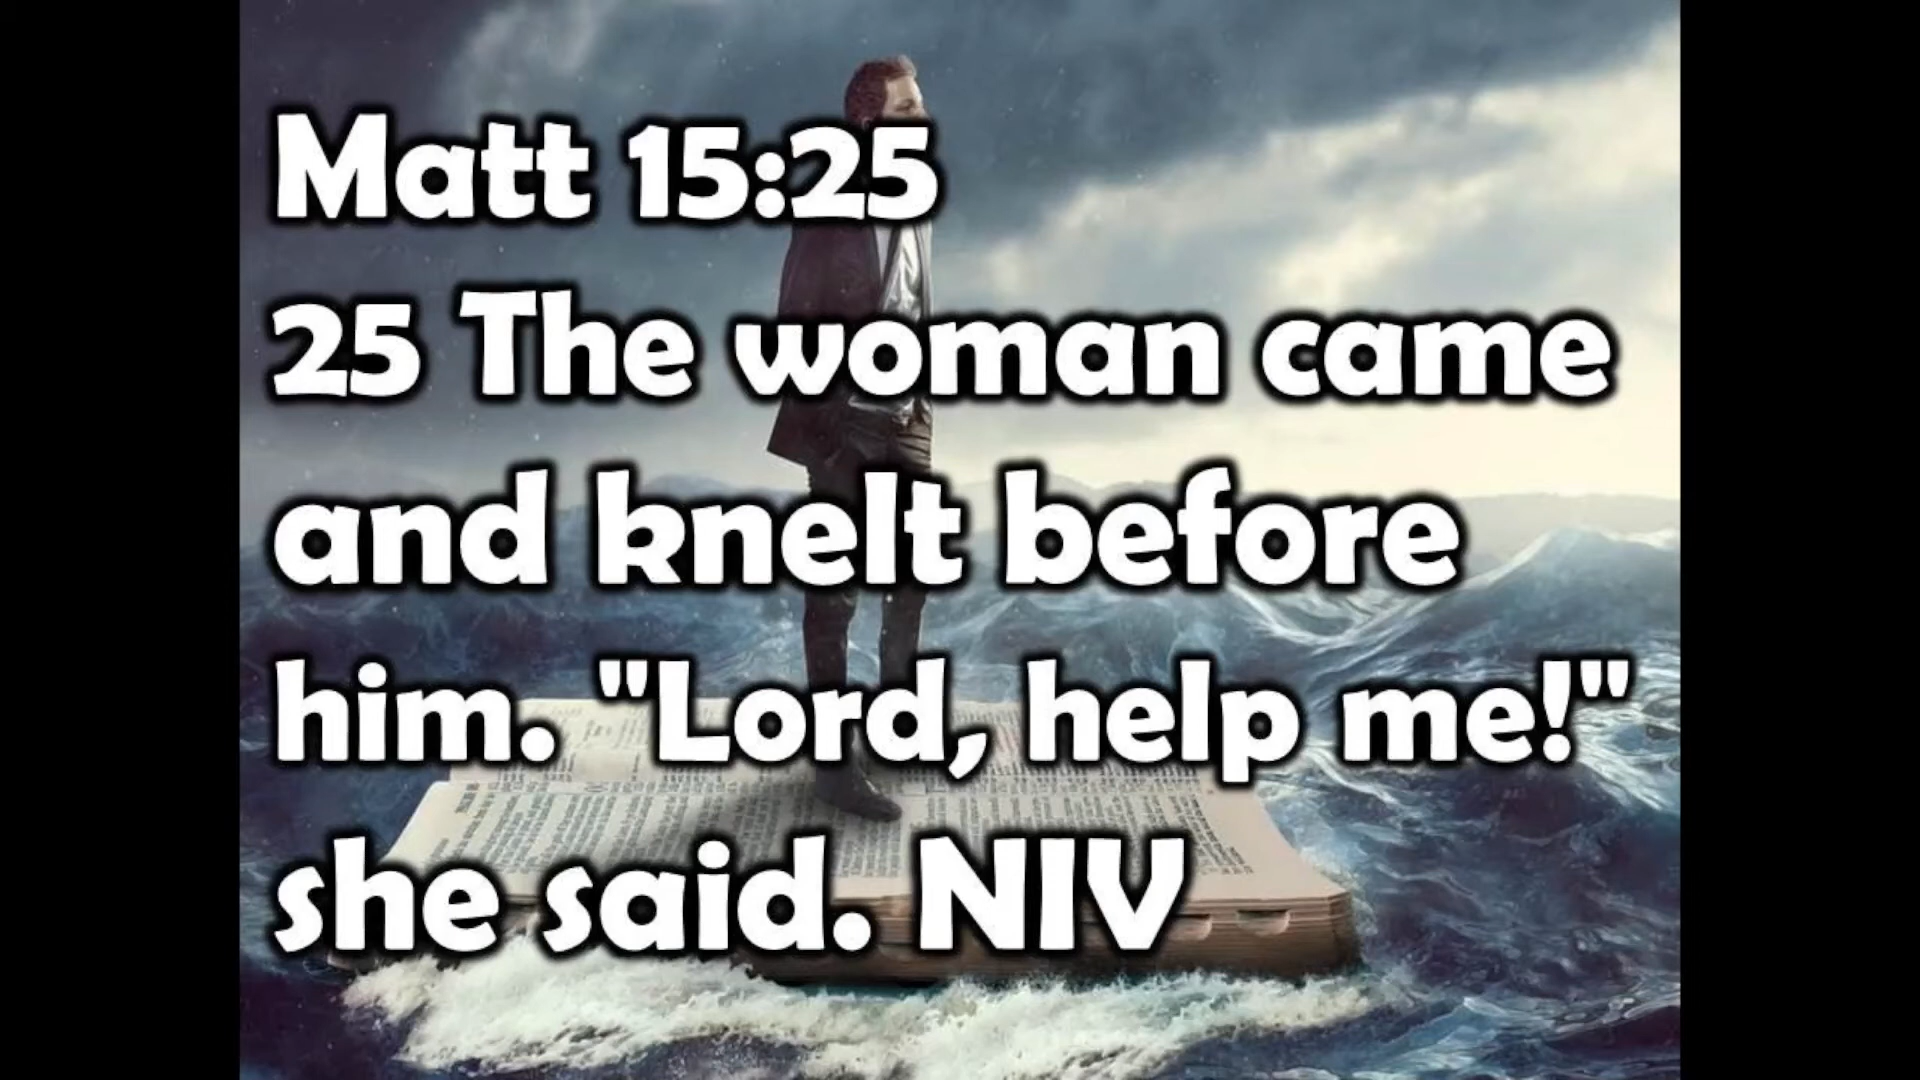 Matt 15:25
25 The woman came
and knelt before
him. "Lord, help me!"
she said. NIV